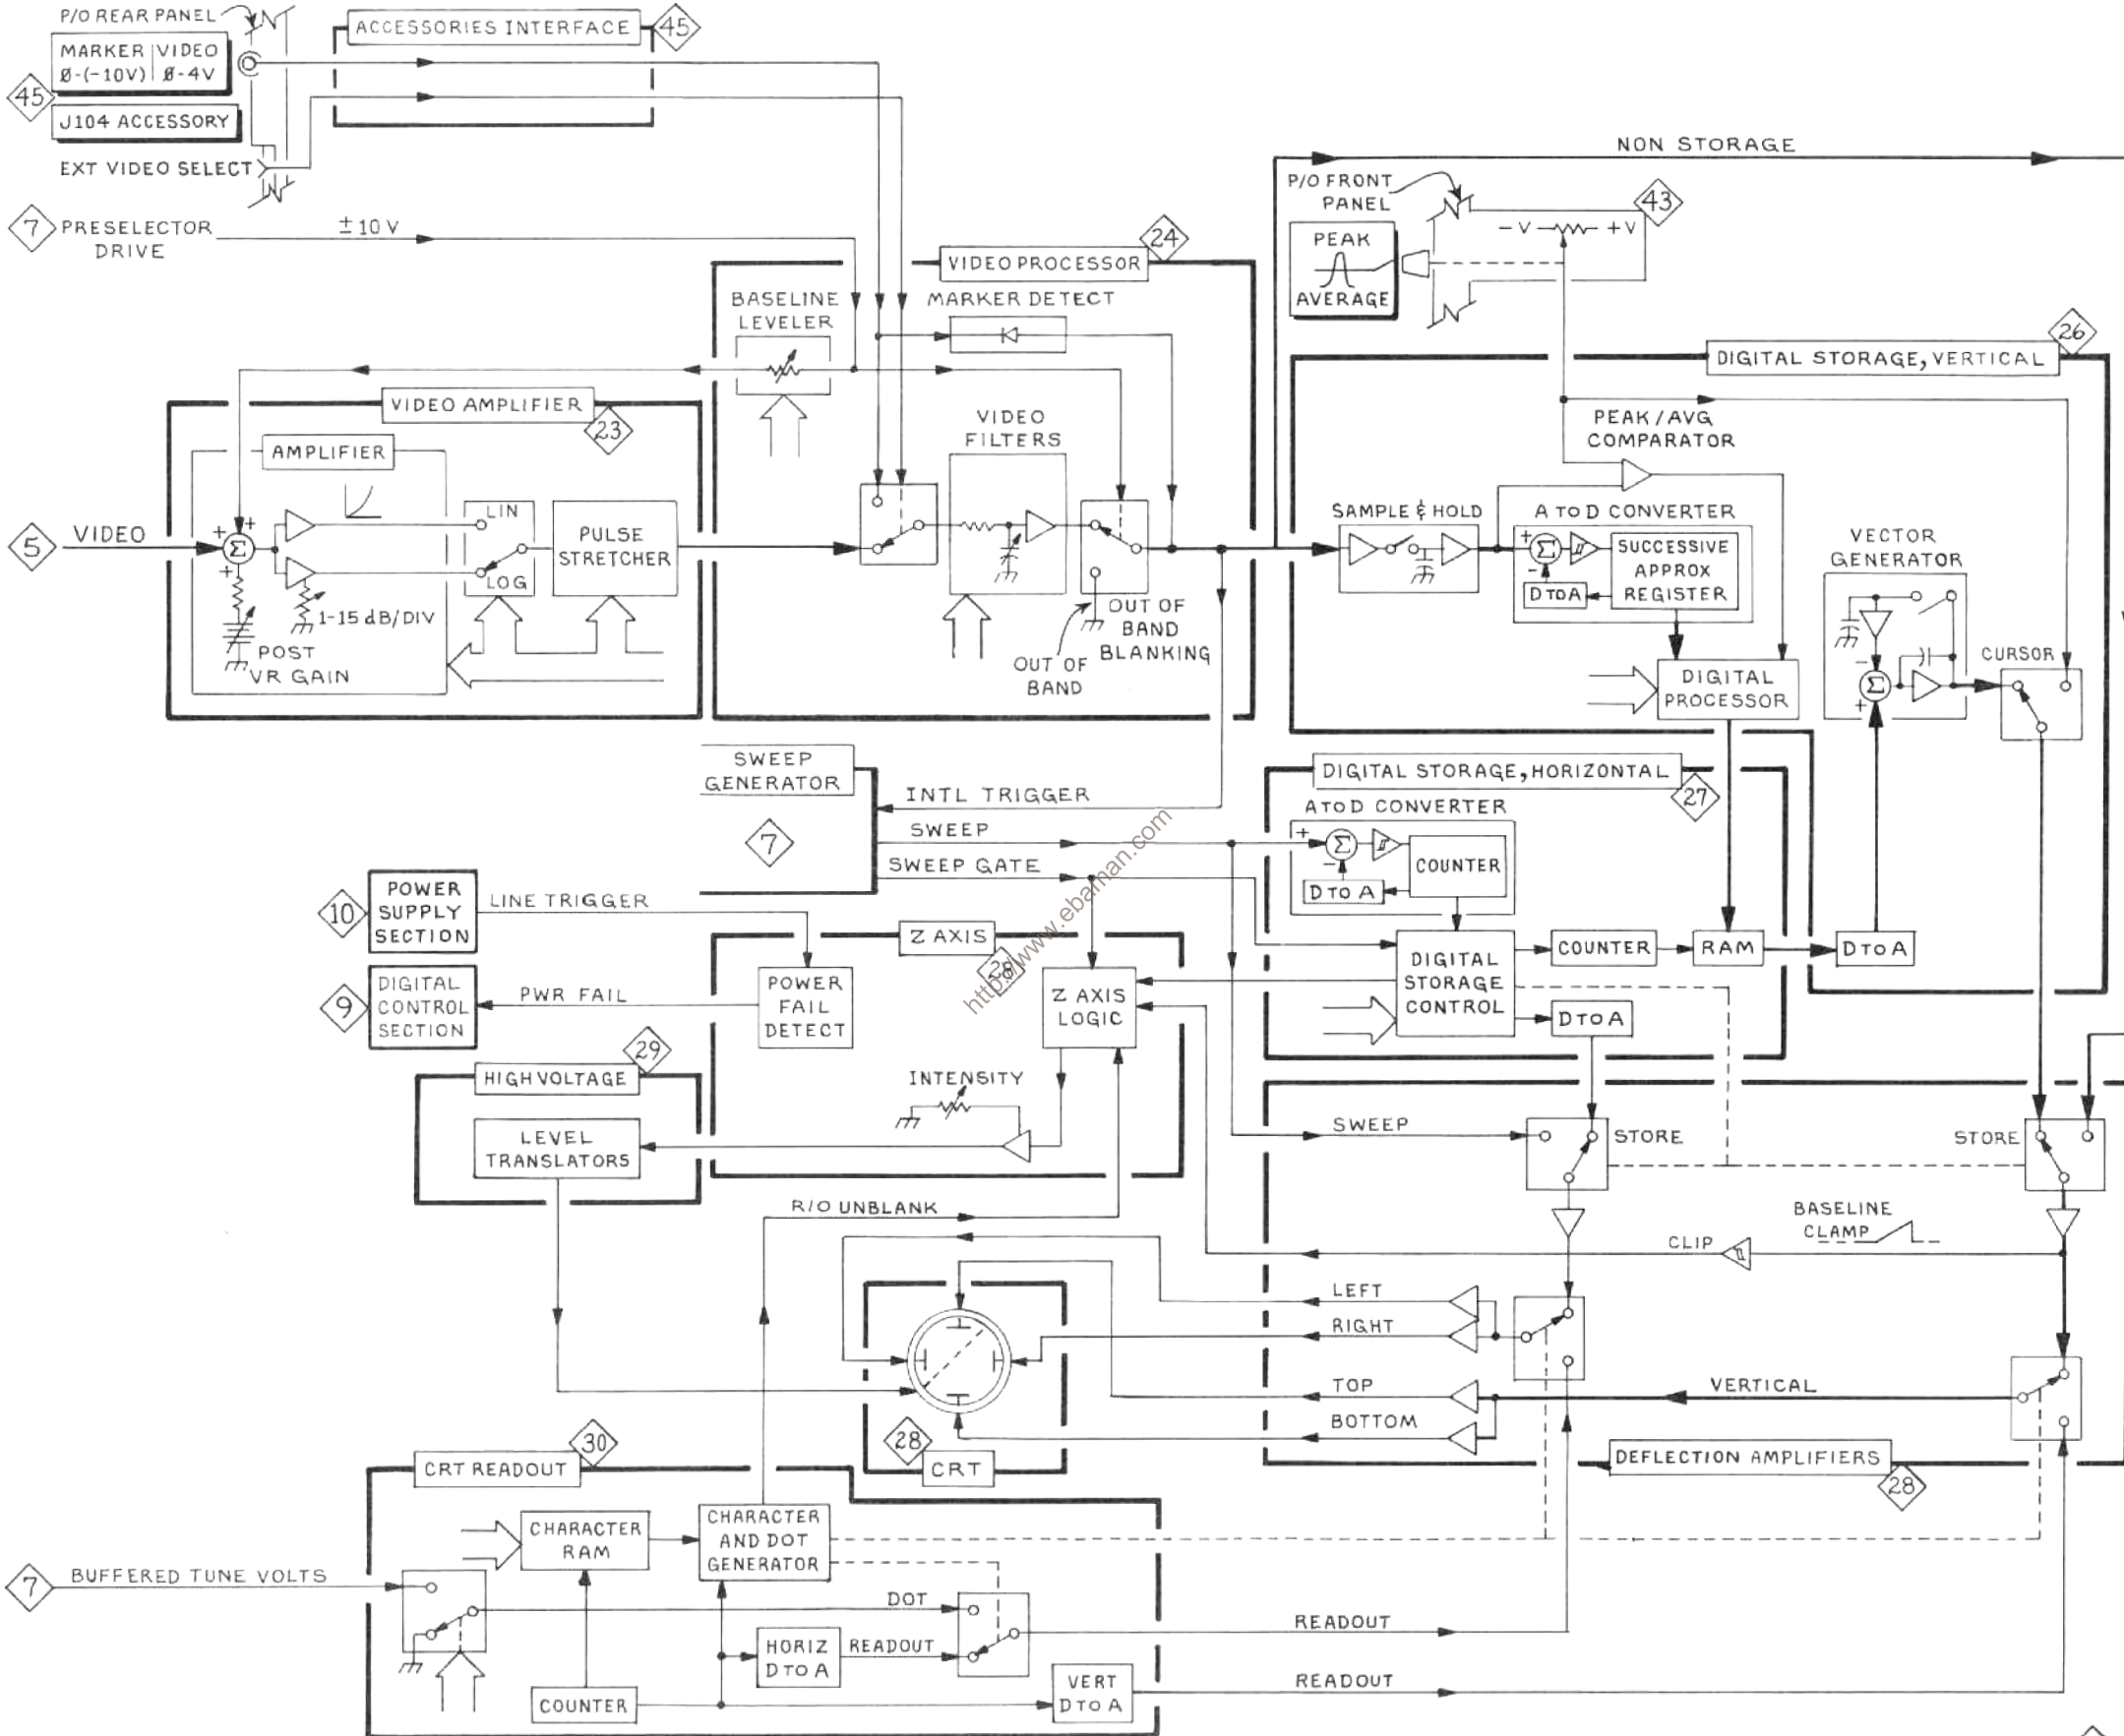 P/O REAR PANEL
MARKER | VIDEO
Ø-(-10V) | Ø-4V
45
J104 ACCESSORY
EXT VIDEO SELECT
ACCESSORIES INTERFACE
45
7
PRESELECTOR
DRIVE
±10 V
NON STORAGE
P/O FRONT
PANEL
43
-V
+V
PEAK
AVERAGE
VIDEO PROCESSOR
24
BASELINE
LEVELER
MARKER DETECT
VIDEO
FILTERS
OUT OF
BAND
BLANKING
OUT OF
BAND
VIDEO AMPLIFIER
23
AMPLIFIER
5
VIDEO
+
+
+
Σ
LIN
LOG
1-15 dB/DIV
POST
VR GAIN
PULSE
STRETCHER
DIGITAL STORAGE, VERTICAL
26
PEAK/AVG
COMPARATOR
SAMPLE & HOLD
A TO D CONVERTER
+
Σ
-
D TO A
SUCCESSIVE
APPROX
REGISTER
DIGITAL
PROCESSOR
VECTOR
GENERATOR
-
Σ
+
CURSOR
SWEEP
GENERATOR
7
INTL TRIGGER
SWEEP
SWEEP GATE
DIGITAL STORAGE, HORIZONTAL
27
A TO D CONVERTER
+
Σ
-
D TO A
COUNTER
DIGITAL
STORAGE
CONTROL
COUNTER
RAM
D TO A
D TO A
10
POWER
SUPPLY
SECTION
LINE TRIGGER
9
DIGITAL
CONTROL
SECTION
PWR FAIL
Z AXIS
28
POWER
FAIL
DETECT
Z AXIS
LOGIC
INTENSITY
http://www.ebaman.com
HIGH VOLTAGE
29
LEVEL
TRANSLATORS
R/O UNBLANK
SWEEP
STORE
STORE
CLIP
BASELINE
CLAMP
LEFT
RIGHT
TOP
BOTTOM
VERTICAL
DEFLECTION AMPLIFIERS
28
28
CRT
CRT READOUT
30
CHARACTER
RAM
CHARACTER
AND DOT
GENERATOR
7
BUFFERED TUNE VOLTS
DOT
HORIZ
D TO A
READOUT
COUNTER
VERT
D TO A
READOUT
READOUT